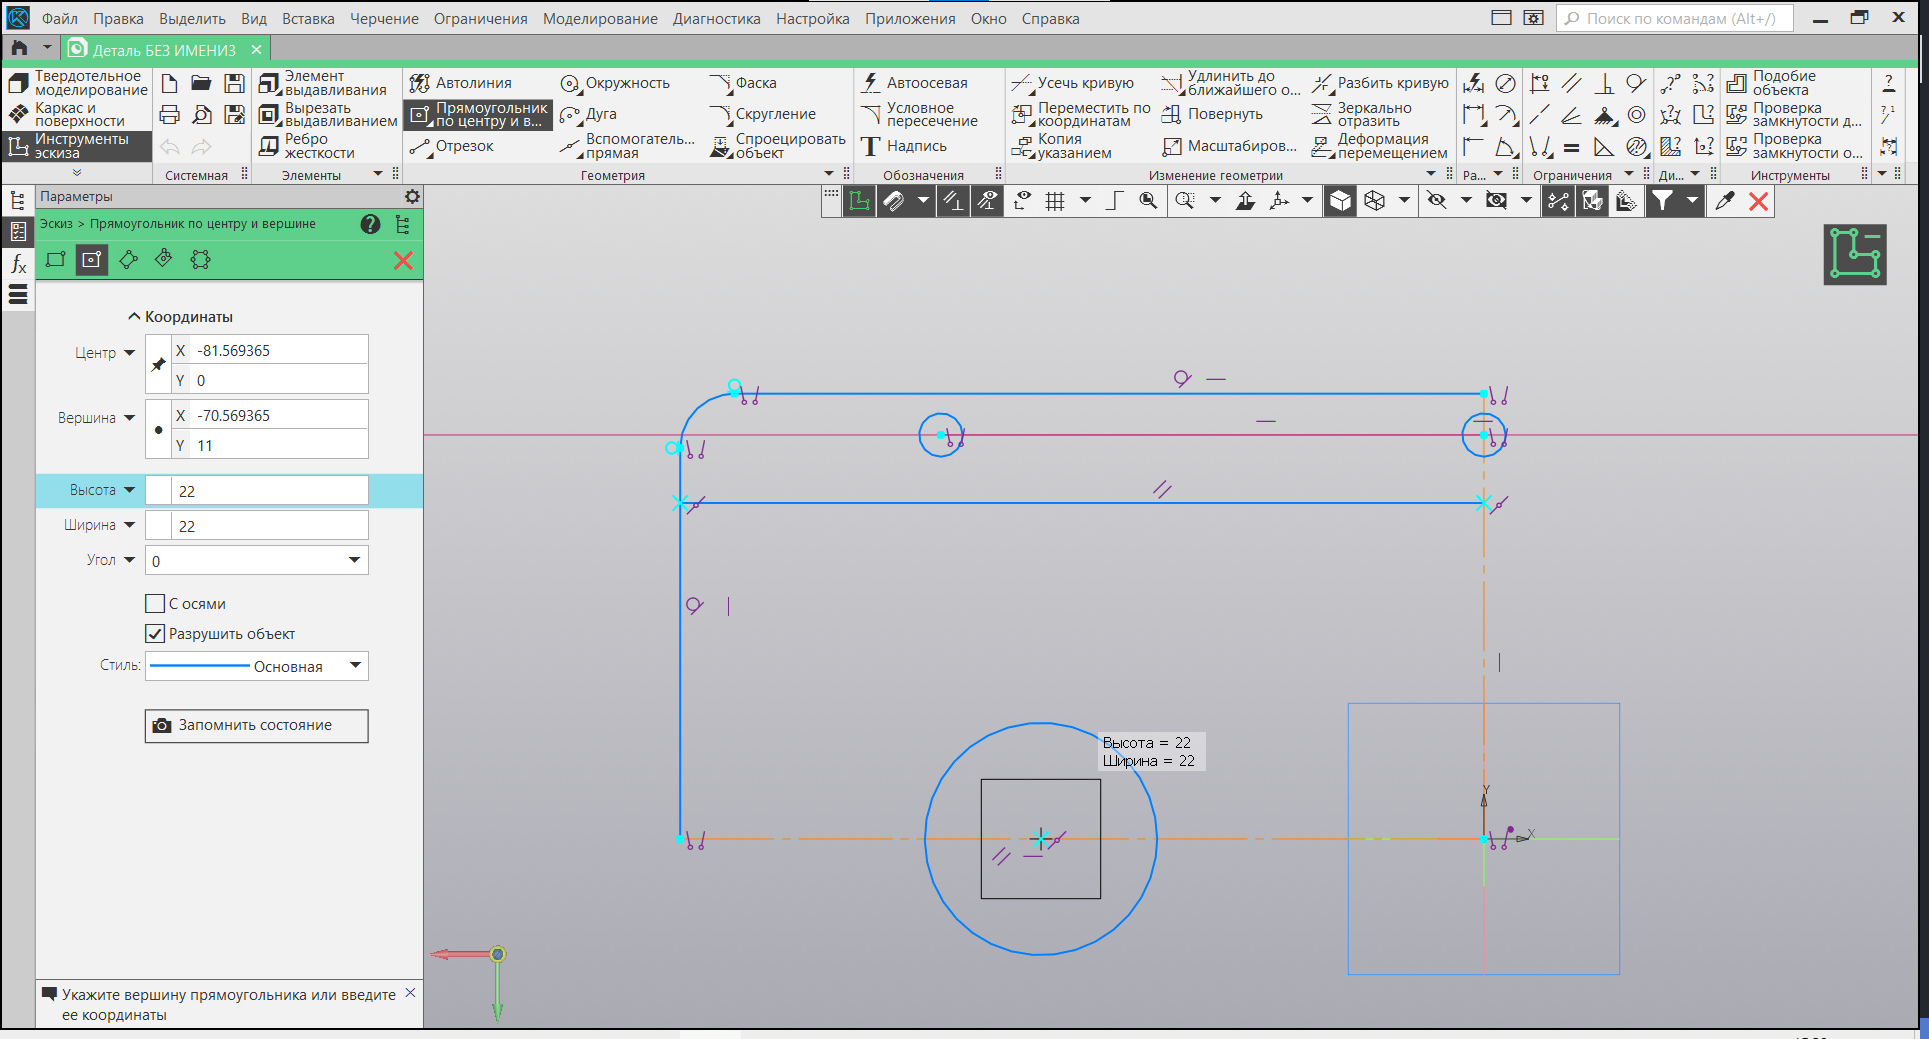 Файл Правка Выделить Вид Вставка Черчение Ограничения Моделирование Диагностика Настройка Приложения Окно Справка
Поиск по командам (Alt+/)
Деталь БЕЗ ИМЕНИ3
Твердотельное моделирование
Каркас и поверхности
Инструменты эскиза
Системная
Элемент выдавливания
Вырезать выдавливанием
Ребро жесткости
Элементы
Автолиния
Прямоугольник по центру и в...
Отрезок
Окружность
Дуга
Вспомогатель... прямая
Фаска
Скругление
Спроецировать объект
Геометрия
Автоосевая
Условное пересечение
Надпись
Обозначения
Усечь кривую
Переместить по координатам
Копия указанием
Удлинить до ближайшего о...
Повернуть
Масштабиров...
Разбить кривую
Зеркально отразить
Деформация перемещением
Изменение геометрии
Ра...
Ограничения
Ди...
Подобие объекта
Проверка замкнутости д...
Проверка замкнутости о...
Инструменты
Параметры
Эскиз > Прямоугольник по центру и вершине
Координаты
Центр
X -81.569365
Y 0
Вершина
X -70.569365
Y 11
Высота 22
Ширина 22
Угол 0
С осями
Разрушить объект
Стиль: Основная
Запомнить состояние
Укажите вершину прямоугольника или введите
ее координаты
Высота = 22
Ширина = 22
Y
X